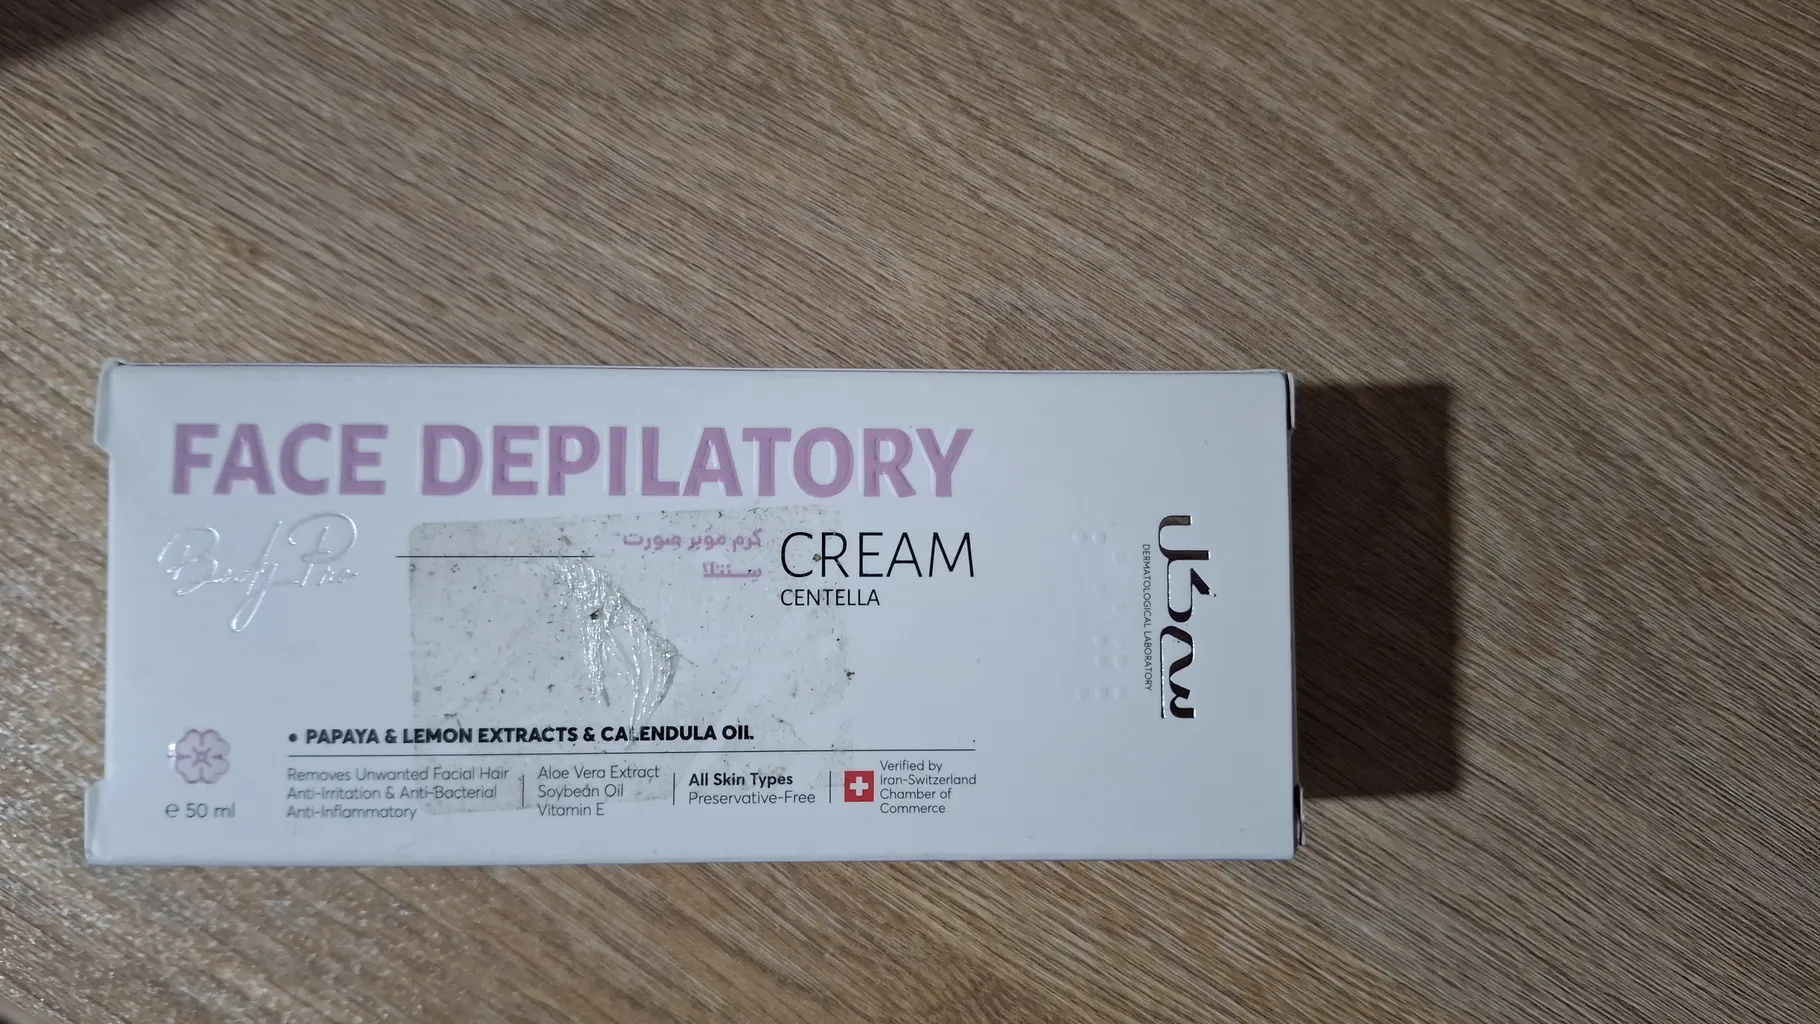 FACE DEPILATORY
Body Pro
کرم موبر صورت
CREAM
سنتلا
CENTELLA
• PAPAYA & LEMON EXTRACTS & CALENDULA OIL
Removes Unwanted Facial Hair
Anti-Irritation & Anti-Bacterial
Anti-Inflammatory
Aloe Vera Extract
Soybean Oil
Vitamin E
All Skin Types
Preservative-Free
Verified by
Iran-Switzerland
Chamber of
Commerce
e 50 ml
DERMATOLOGICAL LABORATORY